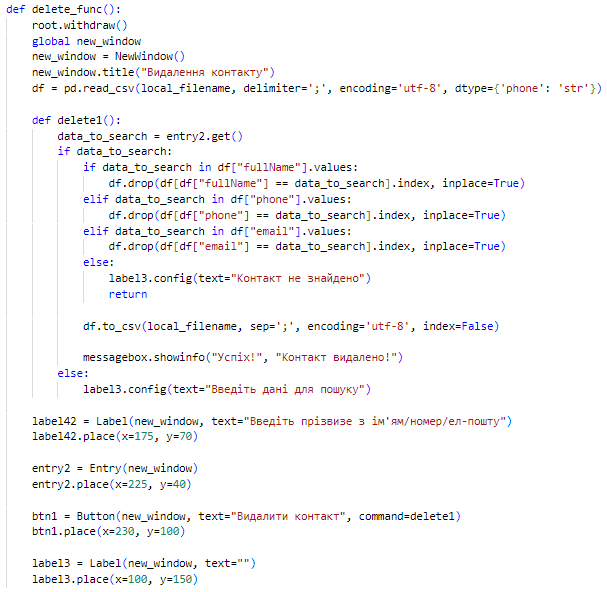 def delete_func():
    root.withdraw()
    global new_window
    new_window = NewWindow()
    new_window.title("Видалення контакту")
    df = pd.read_csv(local_filename, delimiter=';', encoding='utf-8', dtype={'phone': 'str'})

    def delete1():
        data_to_search = entry2.get()
        if data_to_search:
            if data_to_search in df["fullName"].values:
                df.drop(df[df["fullName"] == data_to_search].index, inplace=True)
            elif data_to_search in df["phone"].values:
                df.drop(df[df["phone"] == data_to_search].index, inplace=True)
            elif data_to_search in df["email"].values:
                df.drop(df[df["email"] == data_to_search].index, inplace=True)
            else:
                label3.config(text="Контакт не знайдено")
                return

            df.to_csv(local_filename, sep=';', encoding='utf-8', index=False)

            messagebox.showinfo("Успіх!", "Контакт видалено!")
        else:
            label3.config(text="Введіть дані для пошуку")

    label42 = Label(new_window, text="Введіть прізвизе з ім'ям/номер/ел-пошту")
    label42.place(x=175, y=70)

    entry2 = Entry(new_window)
    entry2.place(x=225, y=40)

    btn1 = Button(new_window, text="Видалити контакт", command=delete1)
    btn1.place(x=230, y=100)

    label3 = Label(new_window, text="")
    label3.place(x=100, y=150)